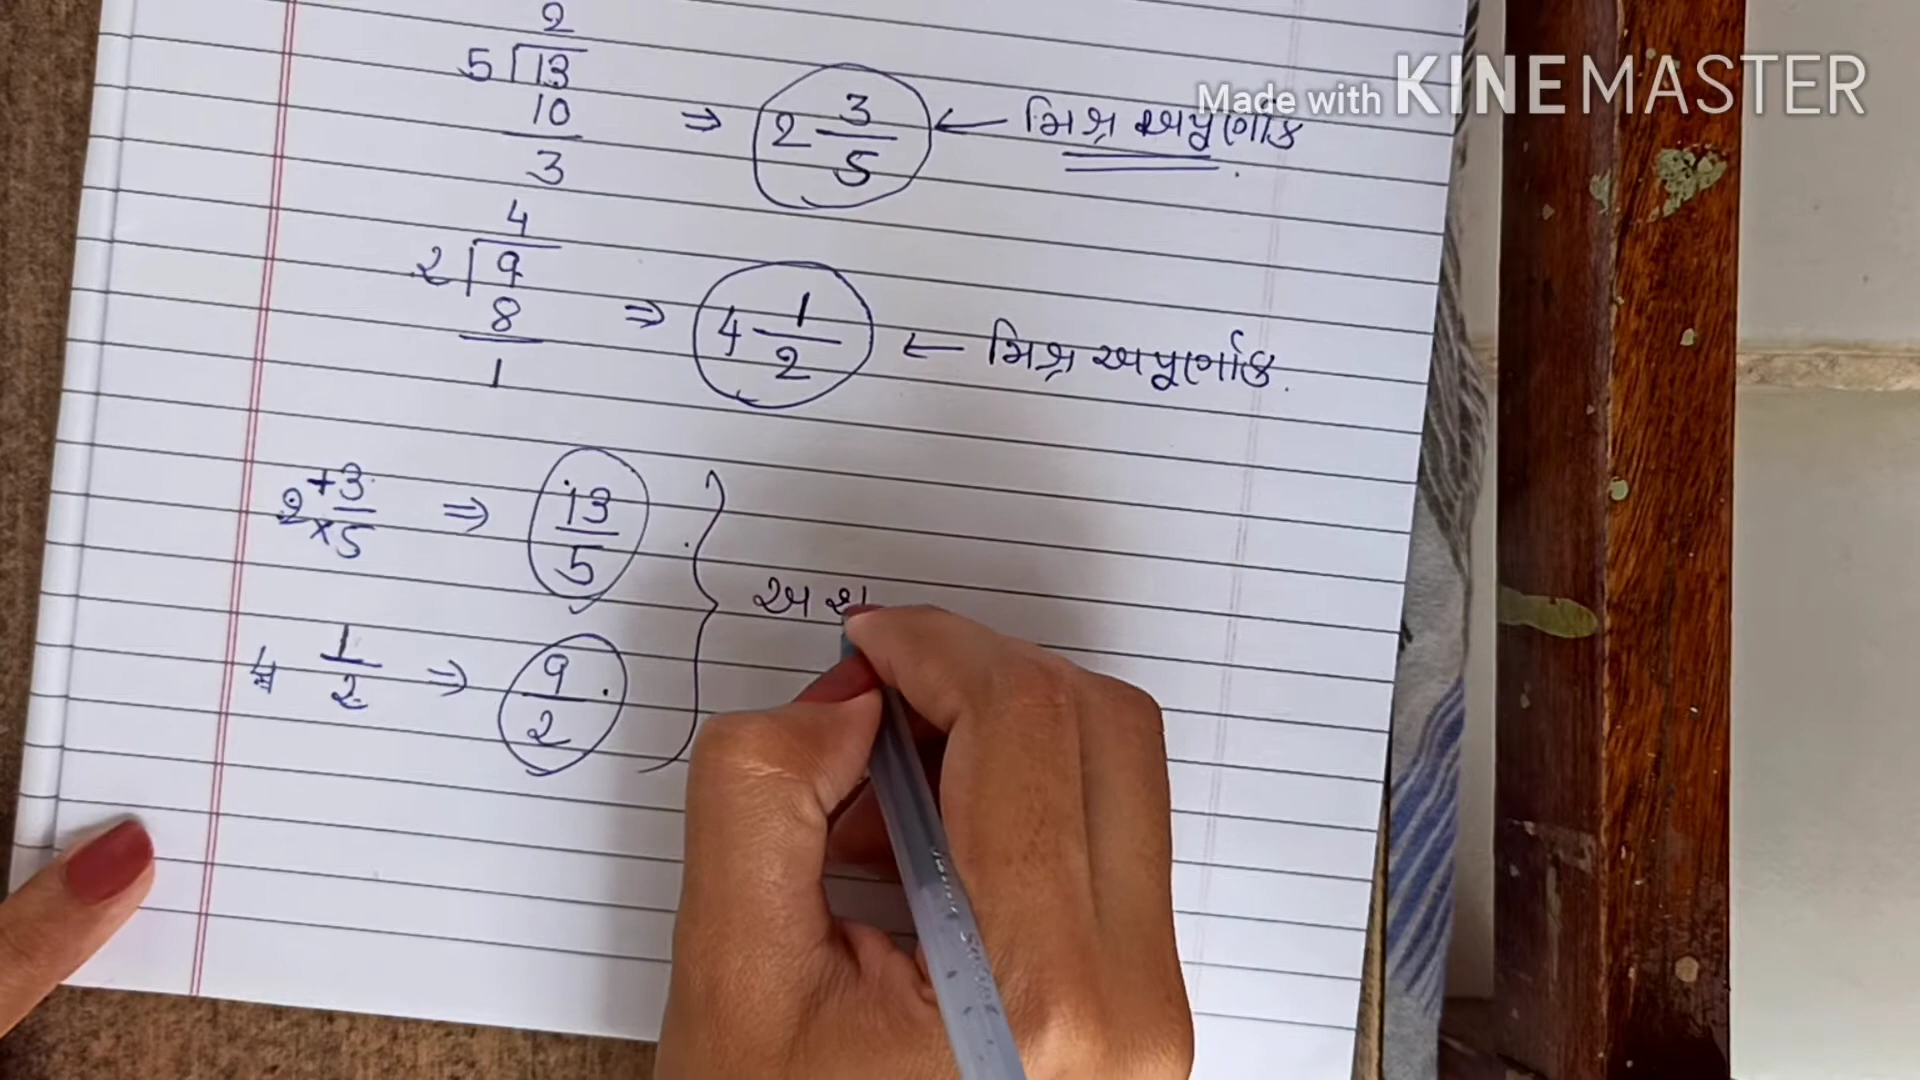 Made with KINEMASTER
2
5 13
10
3
⇒ 2 3/5 ← મિશ્ર અપૂર્ણાંક
4
2 9
8
1
⇒ 4 1/2 ← મિશ્ર અપૂર્ણાંક.
2 +3/×5 ⇒ 13/5
અ
4 1/2 ⇒ 9/2